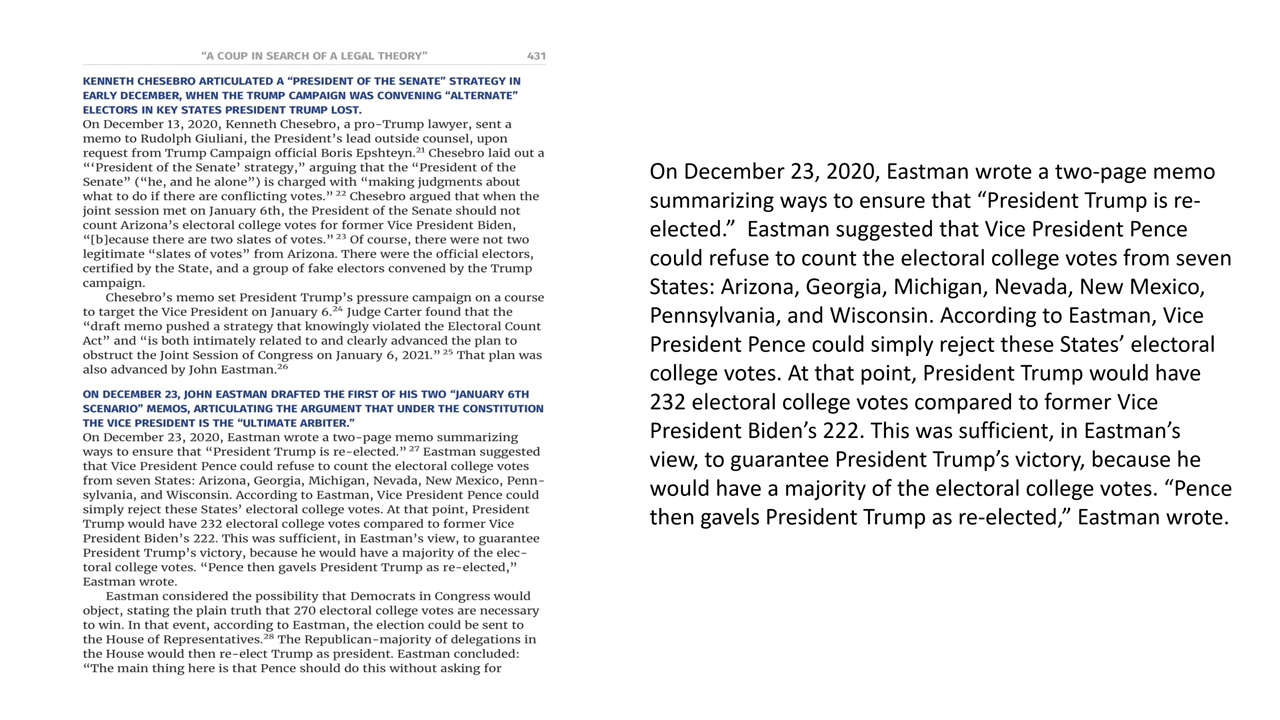 “A COUP IN SEARCH OF A LEGAL THEORY” 431
KENNETH CHESEBRO ARTICULATED A “PRESIDENT OF THE SENATE” STRATEGY IN
EARLY DECEMBER, WHEN THE TRUMP CAMPAIGN WAS CONVENING “ALTERNATE”
ELECTORS IN KEY STATES PRESIDENT TRUMP LOST.
On December 13, 2020, Kenneth Chesebro, a pro-Trump lawyer, sent a
memo to Rudolph Giuliani, the President’s lead outside counsel, upon
request from Trump Campaign official Boris Epshteyn.21 Chesebro laid out a
“‘President of the Senate’ strategy,” arguing that the “President of the
Senate” (“he, and he alone”) is charged with “making judgments about
what to do if there are conflicting votes.” 22 Chesebro argued that when the
joint session met on January 6th, the President of the Senate should not
count Arizona’s electoral college votes for former Vice President Biden,
“[b]ecause there are two slates of votes.” 23 Of course, there were not two
legitimate “slates of votes” from Arizona. There were the official electors,
certified by the State, and a group of fake electors convened by the Trump
campaign.
Chesebro’s memo set President Trump’s pressure campaign on a course
to target the Vice President on January 6.24 Judge Carter found that the
“draft memo pushed a strategy that knowingly violated the Electoral Count
Act” and “is both intimately related to and clearly advanced the plan to
obstruct the Joint Session of Congress on January 6, 2021.” 25 That plan was
also advanced by John Eastman.26
ON DECEMBER 23, JOHN EASTMAN DRAFTED THE FIRST OF HIS TWO “JANUARY 6TH
SCENARIO” MEMOS, ARTICULATING THE ARGUMENT THAT UNDER THE CONSTITUTION
THE VICE PRESIDENT IS THE “ULTIMATE ARBITER.”
On December 23, 2020, Eastman wrote a two-page memo summarizing
ways to ensure that “President Trump is re-elected.” 27 Eastman suggested
that Vice President Pence could refuse to count the electoral college votes
from seven States: Arizona, Georgia, Michigan, Nevada, New Mexico, Penn-
sylvania, and Wisconsin. According to Eastman, Vice President Pence could
simply reject these States’ electoral college votes. At that point, President
Trump would have 232 electoral college votes compared to former Vice
President Biden’s 222. This was sufficient, in Eastman’s view, to guarantee
President Trump’s victory, because he would have a majority of the elec-
toral college votes. “Pence then gavels President Trump as re-elected,”
Eastman wrote.
Eastman considered the possibility that Democrats in Congress would
object, stating the plain truth that 270 electoral college votes are necessary
to win. In that event, according to Eastman, the election could be sent to
the House of Representatives.28 The Republican-majority of delegations in
the House would then re-elect Trump as president. Eastman concluded:
“The main thing here is that Pence should do this without asking for
On December 23, 2020, Eastman wrote a two-page memo
summarizing ways to ensure that “President Trump is re-
elected.”  Eastman suggested that Vice President Pence
could refuse to count the electoral college votes from seven
States: Arizona, Georgia, Michigan, Nevada, New Mexico,
Pennsylvania, and Wisconsin. According to Eastman, Vice
President Pence could simply reject these States’ electoral
college votes. At that point, President Trump would have
232 electoral college votes compared to former Vice
President Biden’s 222. This was sufficient, in Eastman’s
view, to guarantee President Trump’s victory, because he
would have a majority of the electoral college votes. “Pence
then gavels President Trump as re-elected,” Eastman wrote.